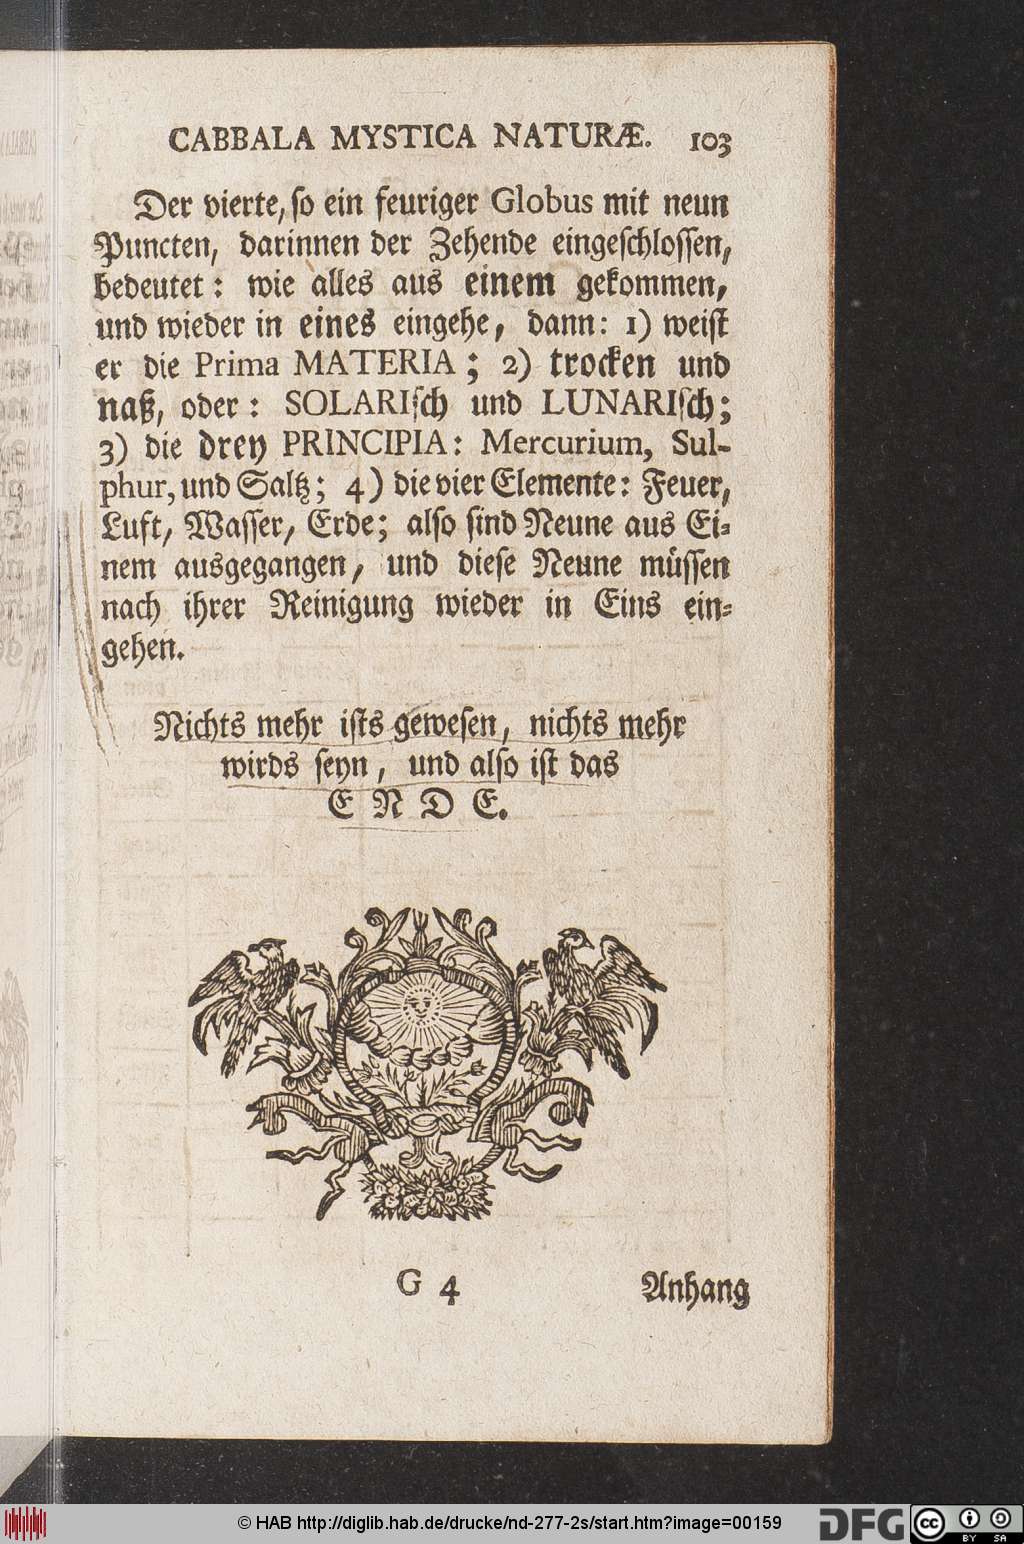 CABBALA MYSTICA NATURÆ. 103
Der vierte, so ein feuriger Globus mit neun
Puncten, darinnen der Zehende eingeschlossen,
bedeutet: wie alles aus einem gekommen,
und wieder in eines eingehe, dann: 1) weist
er die Prima MATERIA; 2) trocken und
naß, oder: SOLARIsch und LUNARIsch;
3) die drey PRINCIPIA: Mercurium, Sul-
phur, und Saltz; 4) die vier Elemente: Feuer,
Luft, Wasser, Erde; also sind Neune aus Ei-
nem ausgegangen, und diese Neune müssen
nach ihrer Reinigung wieder in Eins ein-
gehen.
Nichts mehr ists gewesen, nichts mehr
wirds seyn, und also ist das
E N D E.
G 4 Anhang
© HAB http://diglib.hab.de/drucke/nd-277-2s/start.htm?image=00159
DFG
cc BY SA